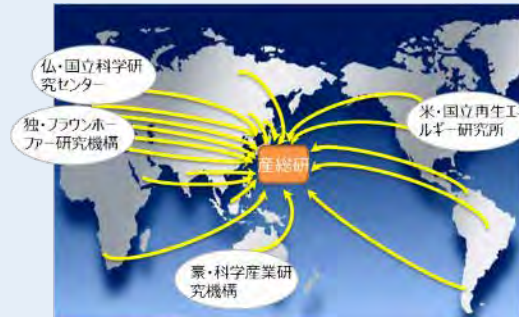 仏・国立科学研
究センター
独・フラウンホー
ファー研究機構
産総研
米・国立再生エネ
ルギー研究所
豪・科学産業研
究機構